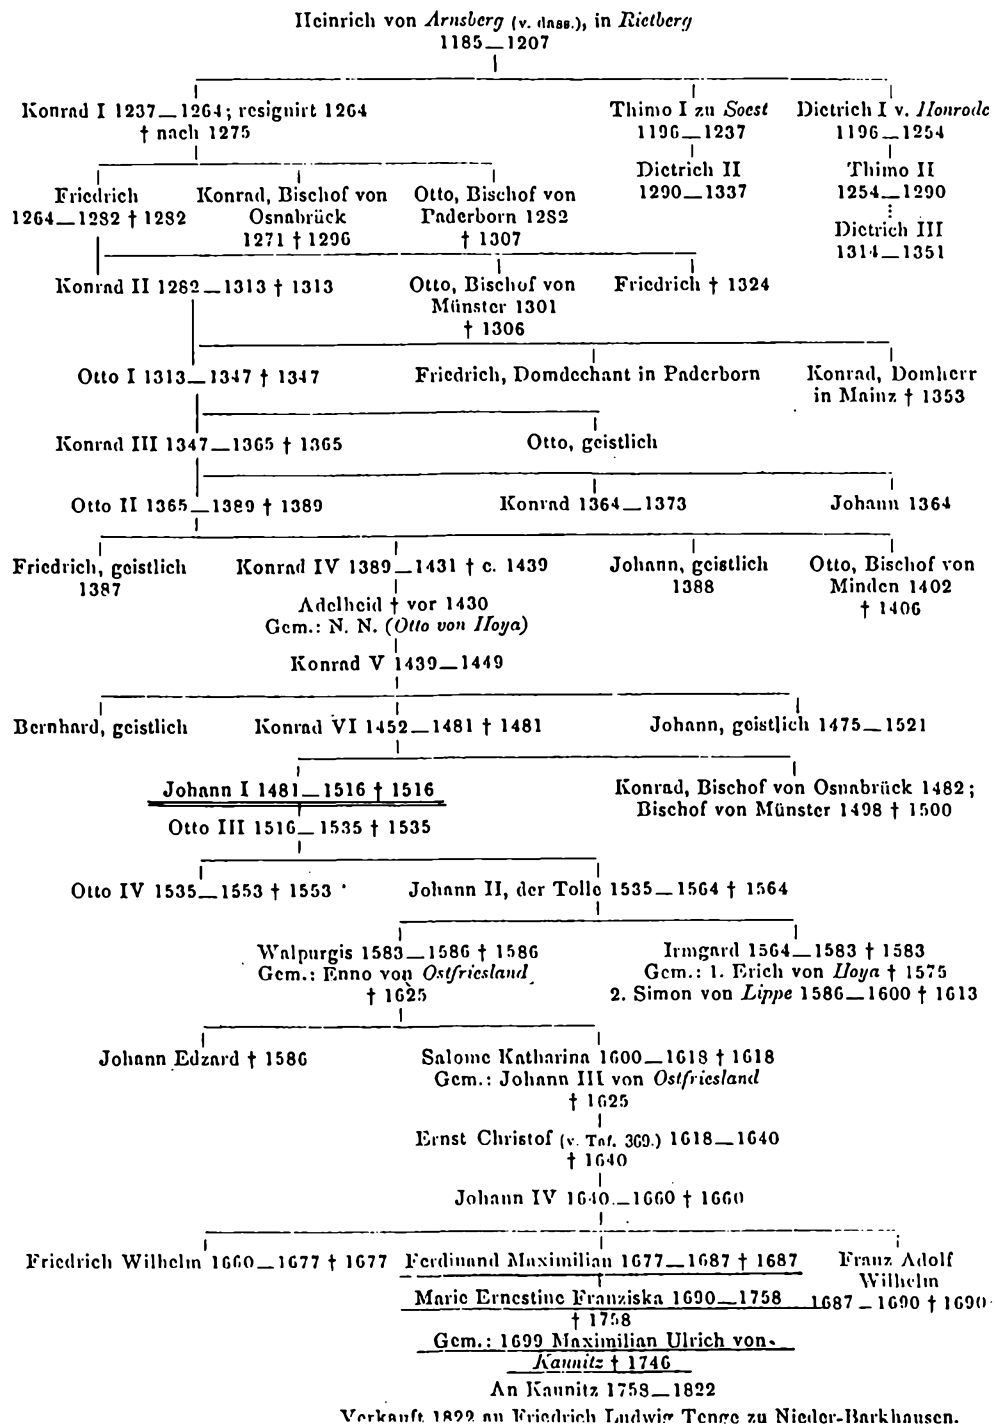 Heinrich von Arnsberg (v. dass.), in Rietberg
1185—1207
Konrad I 1237—1264; resignirt 1264
† nach 1275
Thimo I zu Soest
1196—1237
Dietrich I v. Honrode
1196—1254
Dietrich II
1290—1337
Thimo II
1254—1290
Dietrich III
1314—1351
Friedrich
1264—1282 † 1282
Konrad, Bischof von
Osnabrück
1271 † 1296
Otto, Bischof von
Paderborn 1282
† 1307
Konrad II 1282—1313 † 1313
Otto, Bischof von
Münster 1301
† 1306
Friedrich † 1324
Otto I 1313—1347 † 1347
Friedrich, Domdechant in Paderborn
Konrad, Domherr
in Mainz † 1353
Konrad III 1347—1365 † 1365
Otto, geistlich
Otto II 1365—1389 † 1389
Konrad 1364—1373
Johann 1364
Friedrich, geistlich
1387
Konrad IV 1389—1431 † c. 1439
Johann, geistlich
1388
Otto, Bischof von
Minden 1402
† 1406
Adelheid † vor 1430
Gem.: N. N. (Otto von Hoya)
Konrad V 1439—1449
Bernhard, geistlich
Konrad VI 1452—1481 † 1481
Johann, geistlich 1475—1521
Johann I 1481—1516 † 1516
Konrad, Bischof von Osnabrück 1482;
Bischof von Münster 1498 † 1500
Otto III 1516—1535 † 1535
Otto IV 1535—1553 † 1553
Johann II, der Tolle 1535—1564 † 1564
Walpurgis 1583—1586 † 1586
Gem.: Enno von Ostfriesland
† 1625
Irmgard 1564—1583 † 1583
Gem.: 1. Erich von Hoya † 1575
2. Simon von Lippe 1586—1600 † 1613
Johann Edzard † 1586
Salome Katharina 1600—1618 † 1618
Gem.: Johann III von Ostfriesland
† 1625
Ernst Christof (v. Taf. 369.) 1618—1640
† 1640
Johann IV 1640—1660 † 1660
Friedrich Wilhelm 1660—1677 † 1677
Ferdinand Maximilian 1677—1687 † 1687
Franz Adolf
Wilhelm
1687—1690 † 1690
Marie Ernestine Franziska 1690—1758
† 1758
Gem.: 1699 Maximilian Ulrich von
Kaunitz † 1746
An Kaunitz 1758—1822
Verkauft 1822 an Friedrich Ludwig Tenge zu Nieder-Barkhausen.